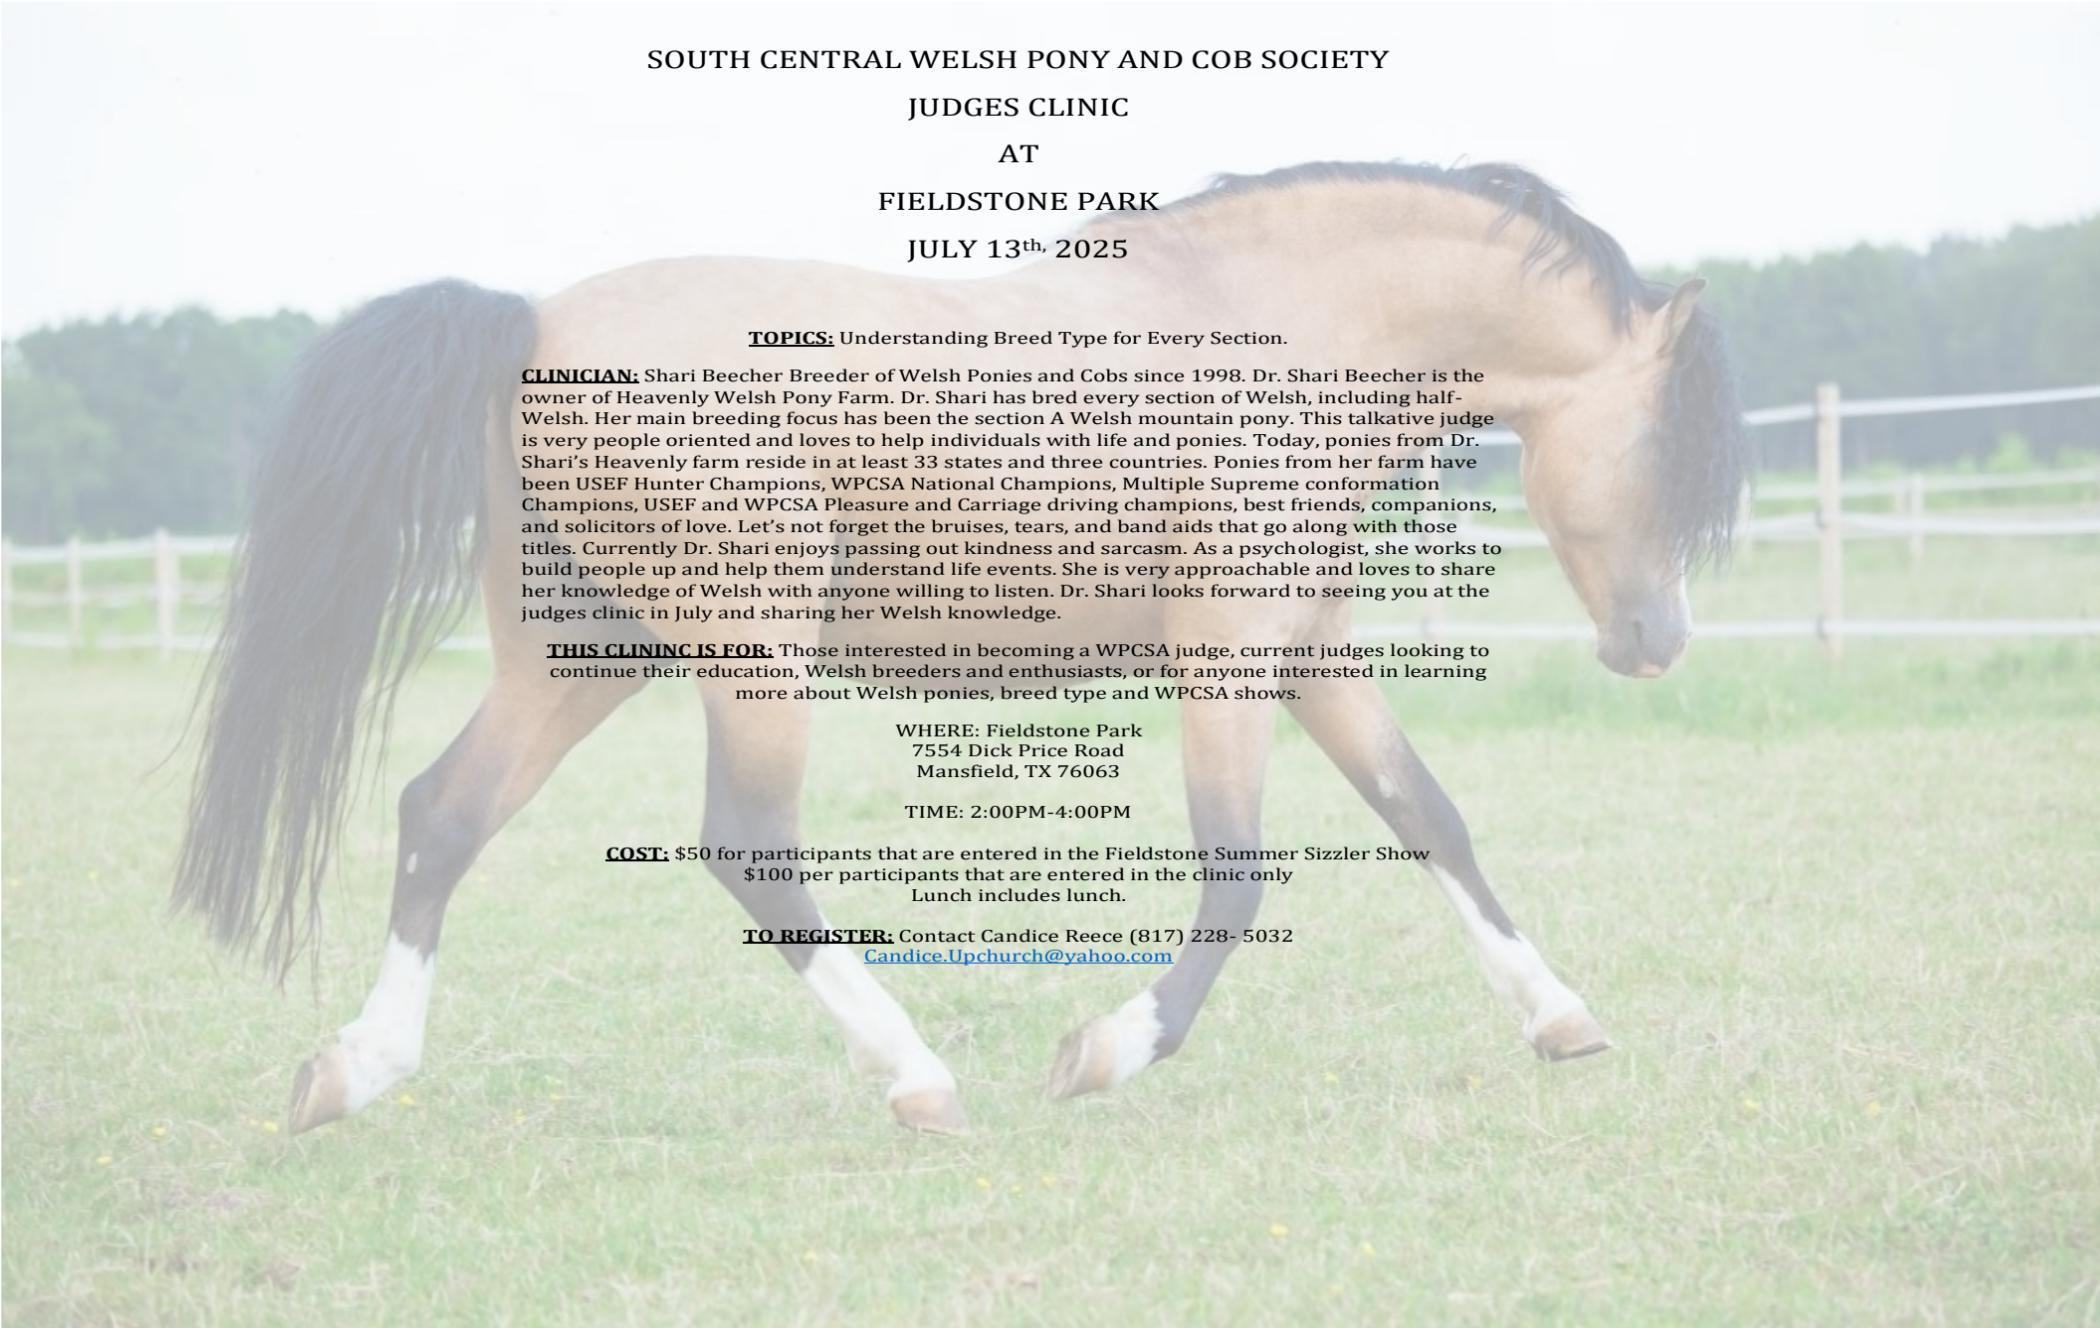 SOUTH CENTRAL WELSH PONY AND COB SOCIETY
JUDGES CLINIC
AT
FIELDSTONE PARK
JULY 13th, 2025
TOPICS: Understanding Breed Type for Every Section.
CLINICIAN: Shari Beecher Breeder of Welsh Ponies and Cobs since 1998. Dr. Shari Beecher is the
owner of Heavenly Welsh Pony Farm. Dr. Shari has bred every section of Welsh, including half-
Welsh. Her main breeding focus has been the section A Welsh mountain pony. This talkative judge
is very people oriented and loves to help individuals with life and ponies. Today, ponies from Dr.
Shari’s Heavenly farm reside in at least 33 states and three countries. Ponies from her farm have
been USEF Hunter Champions, WPCSA National Champions, Multiple Supreme conformation
Champions, USEF and WPCSA Pleasure and Carriage driving champions, best friends, companions,
and solicitors of love. Let’s not forget the bruises, tears, and band aids that go along with those
titles. Currently Dr. Shari enjoys passing out kindness and sarcasm. As a psychologist, she works to
build people up and help them understand life events. She is very approachable and loves to share
her knowledge of Welsh with anyone willing to listen. Dr. Shari looks forward to seeing you at the
judges clinic in July and sharing her Welsh knowledge.
THIS CLININC IS FOR: Those interested in becoming a WPCSA judge, current judges looking to
continue their education, Welsh breeders and enthusiasts, or for anyone interested in learning
more about Welsh ponies, breed type and WPCSA shows.
WHERE: Fieldstone Park
7554 Dick Price Road
Mansfield, TX 76063
TIME: 2:00PM-4:00PM
COST: $50 for participants that are entered in the Fieldstone Summer Sizzler Show
$100 per participants that are entered in the clinic only
Lunch includes lunch.
TO REGISTER: Contact Candice Reece (817) 228- 5032
Candice.Upchurch@yahoo.com